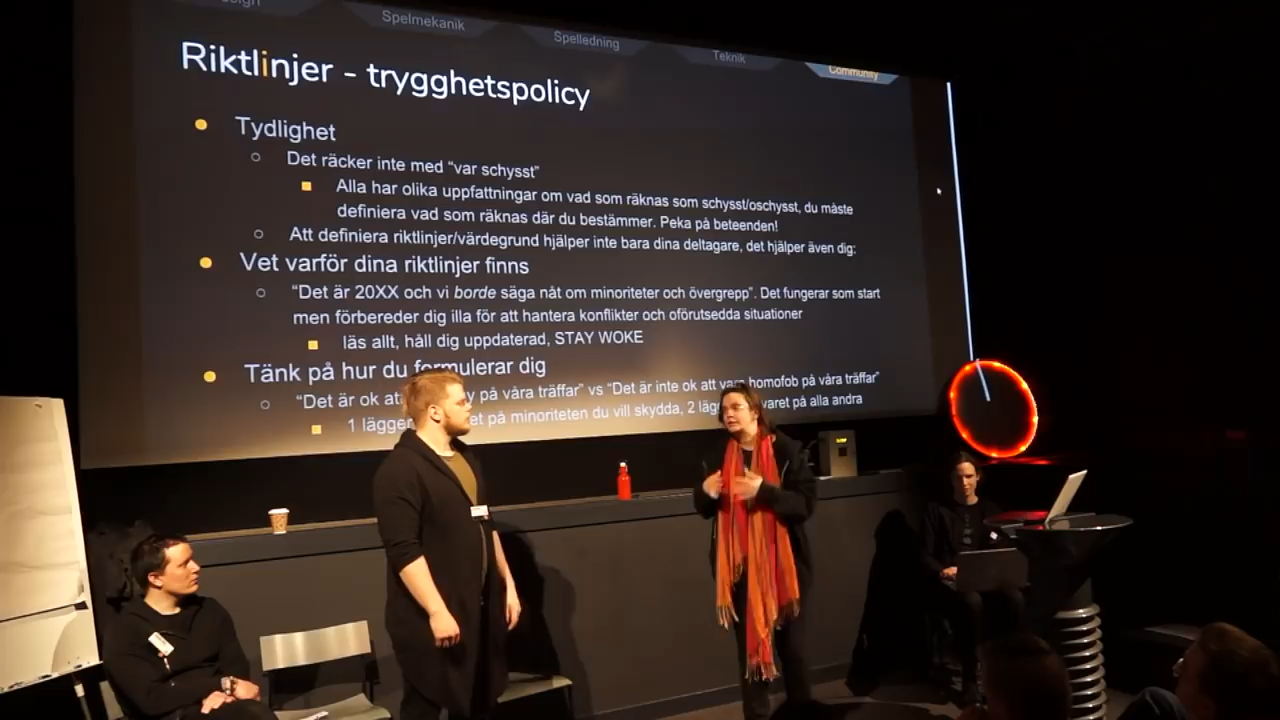 Spelmekanik
Spelledning
Teknik
Community
Riktlinjer - trygghetspolicy
Tydlighet
Det räcker inte med “var schysst”
Alla har olika uppfattningar om vad som räknas som schysst/oschysst, du måste
definiera vad som räknas där du bestämmer. Peka på beteenden!
Att definiera riktlinjer/värdegrund hjälper inte bara dina deltagare, det hjälper även dig:
Vet varför dina riktlinjer finns
“Det är 20XX och vi borde säga nåt om minoriteter och övergrepp”. Det fungerar som start
men förbereder dig illa för att hantera konflikter och oförutsedda situationer
läs allt, håll dig uppdaterad, STAY WOKE
Tänk på hur du formulerar dig
“Det är ok på våra träffar” vs “Det är inte ok att vara homofob på våra träffar”
1 lägger på minoriteten du vill skydda, 2 på alla andra